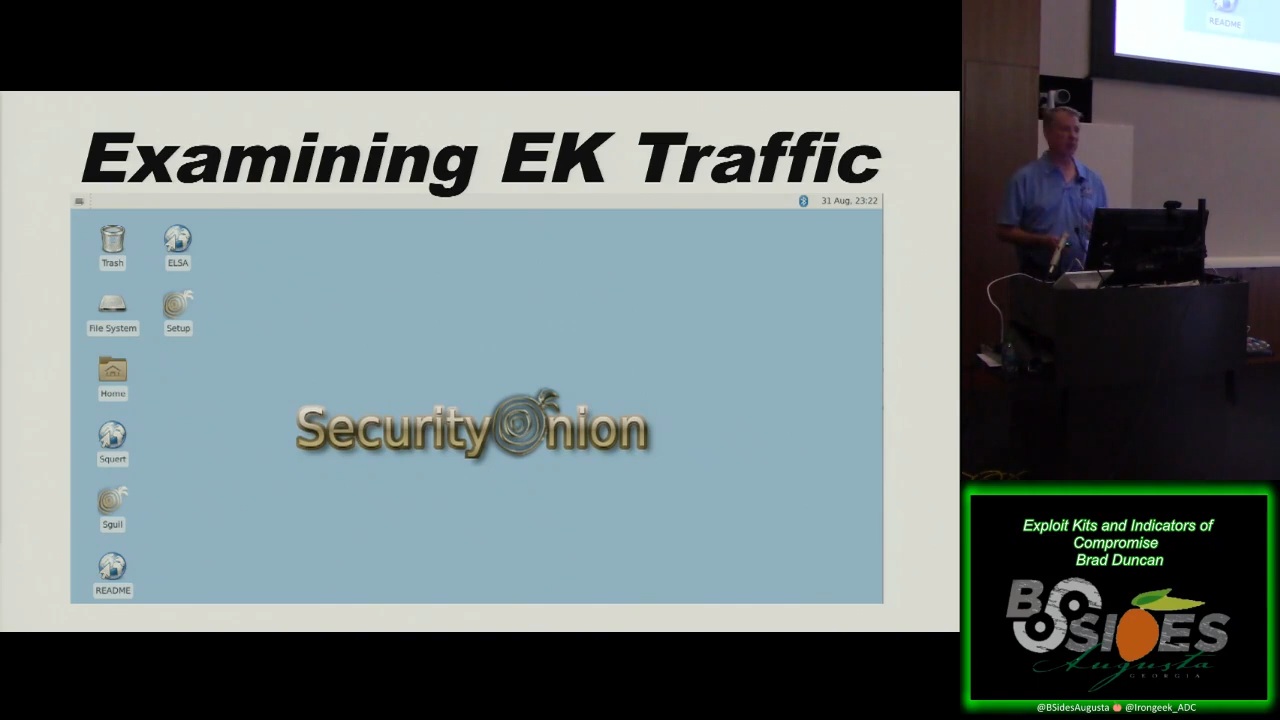 Examining EK Traffic
31 Aug, 23:22
Trash
ELSA
File System
Setup
Home
Squert
Sguil
README
SecurityOnion
README
Exploit Kits and Indicators of
Compromise
Brad Duncan
BSIDES
Augusta
GEORGIA
@BSidesAugusta @Irongeek_ADC